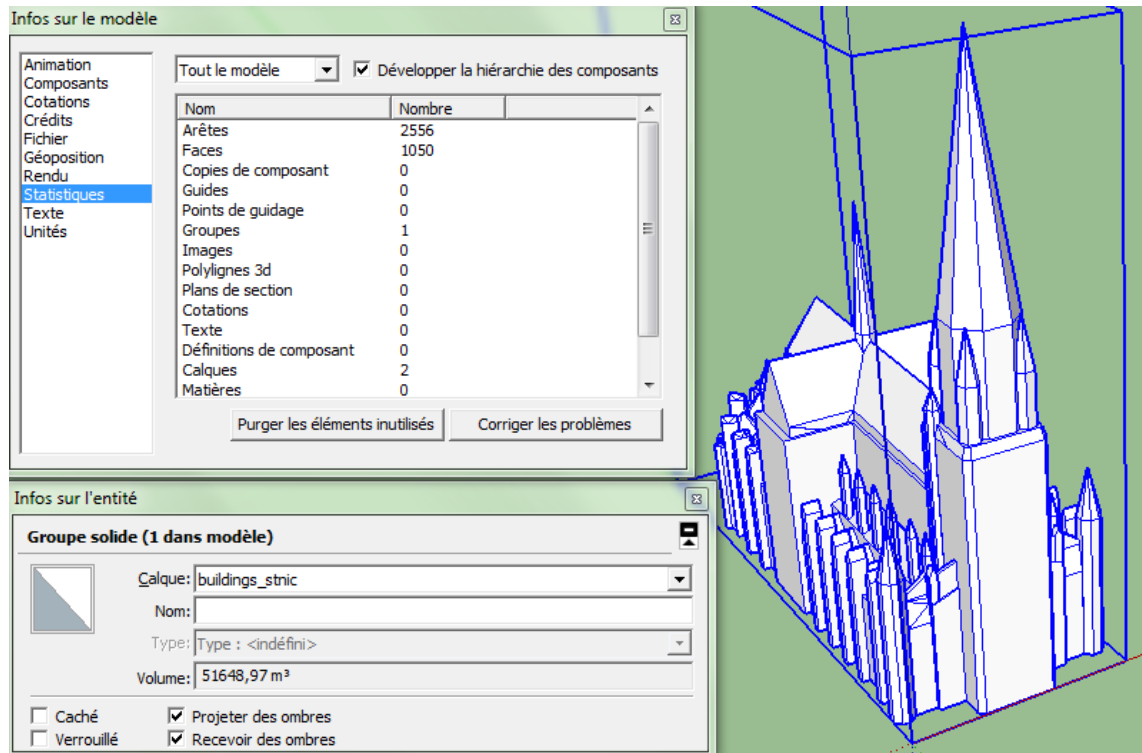 Infos sur le modèle
Animation
Composants
Cotations
Crédits
Fichier
Géoposition
Rendu
Statistiques
Texte
Unités
Tout le modèle
Développer la hiérarchie des composants
Nom Nombre
Arêtes 2556
Faces 1050
Copies de composant 0
Guides 0
Points de guidage 0
Groupes 1
Images 0
Polylignes 3d 0
Plans de section 0
Cotations 0
Texte 0
Définitions de composant 0
Calques 2
Matières 0
Purger les éléments inutilisés Corriger les problèmes
Infos sur l'entité
Groupe solide (1 dans modèle)
Calque: buildings_stnic
Nom:
Type: Type : <indéfini>
Volume: 51648,97 m³
Caché Projeter des ombres
Verrouillé Recevoir des ombres